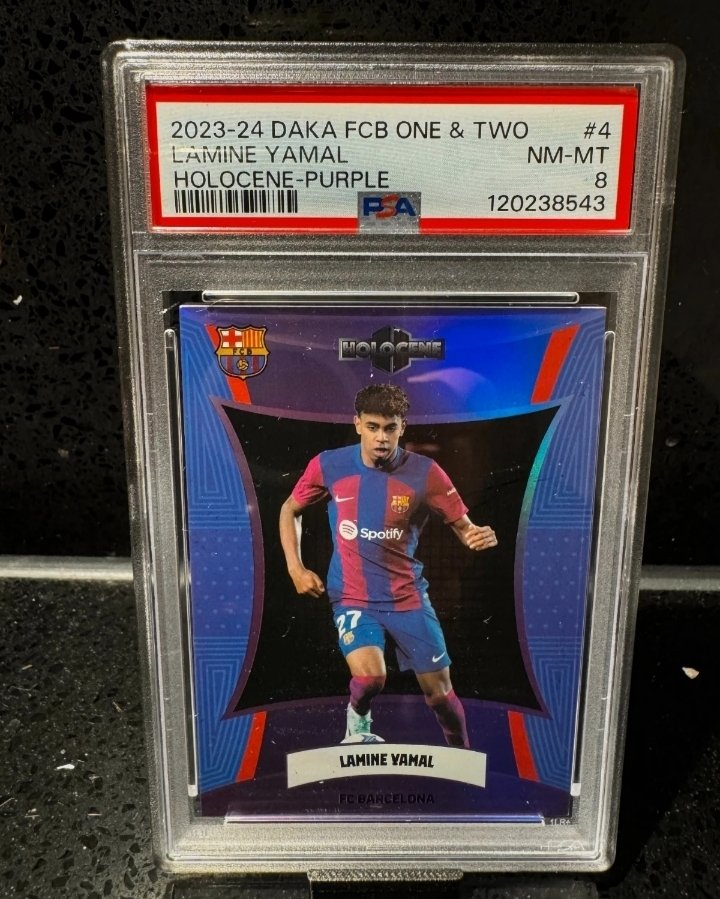 2023-24 DAKA FCB ONE & TWO #4
LAMINE YAMAL NM-MT
HOLOCENE-PURPLE 8
PSA 120238543
FCB
HOLOCENE
Spotify
27
LAMINE YAMAL
FC BARCELONA